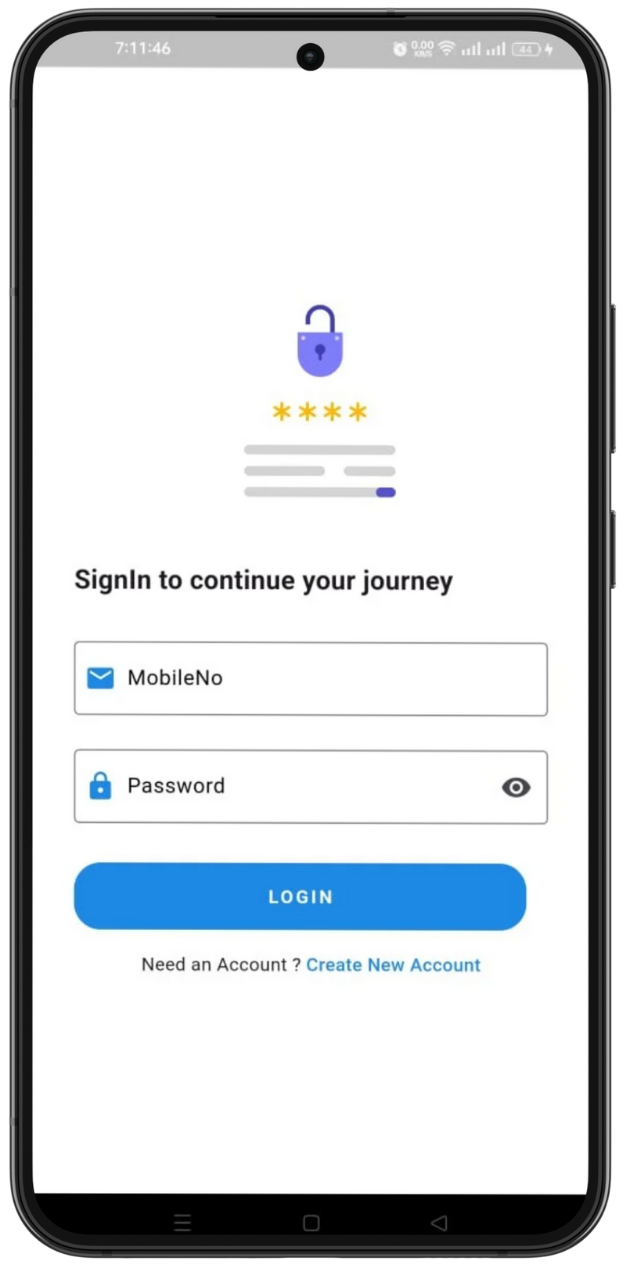 7:11:46
0.00
KB/S
44
****
SignIn to continue your journey
MobileNo
Password
LOGIN
Need an Account ? Create New Account